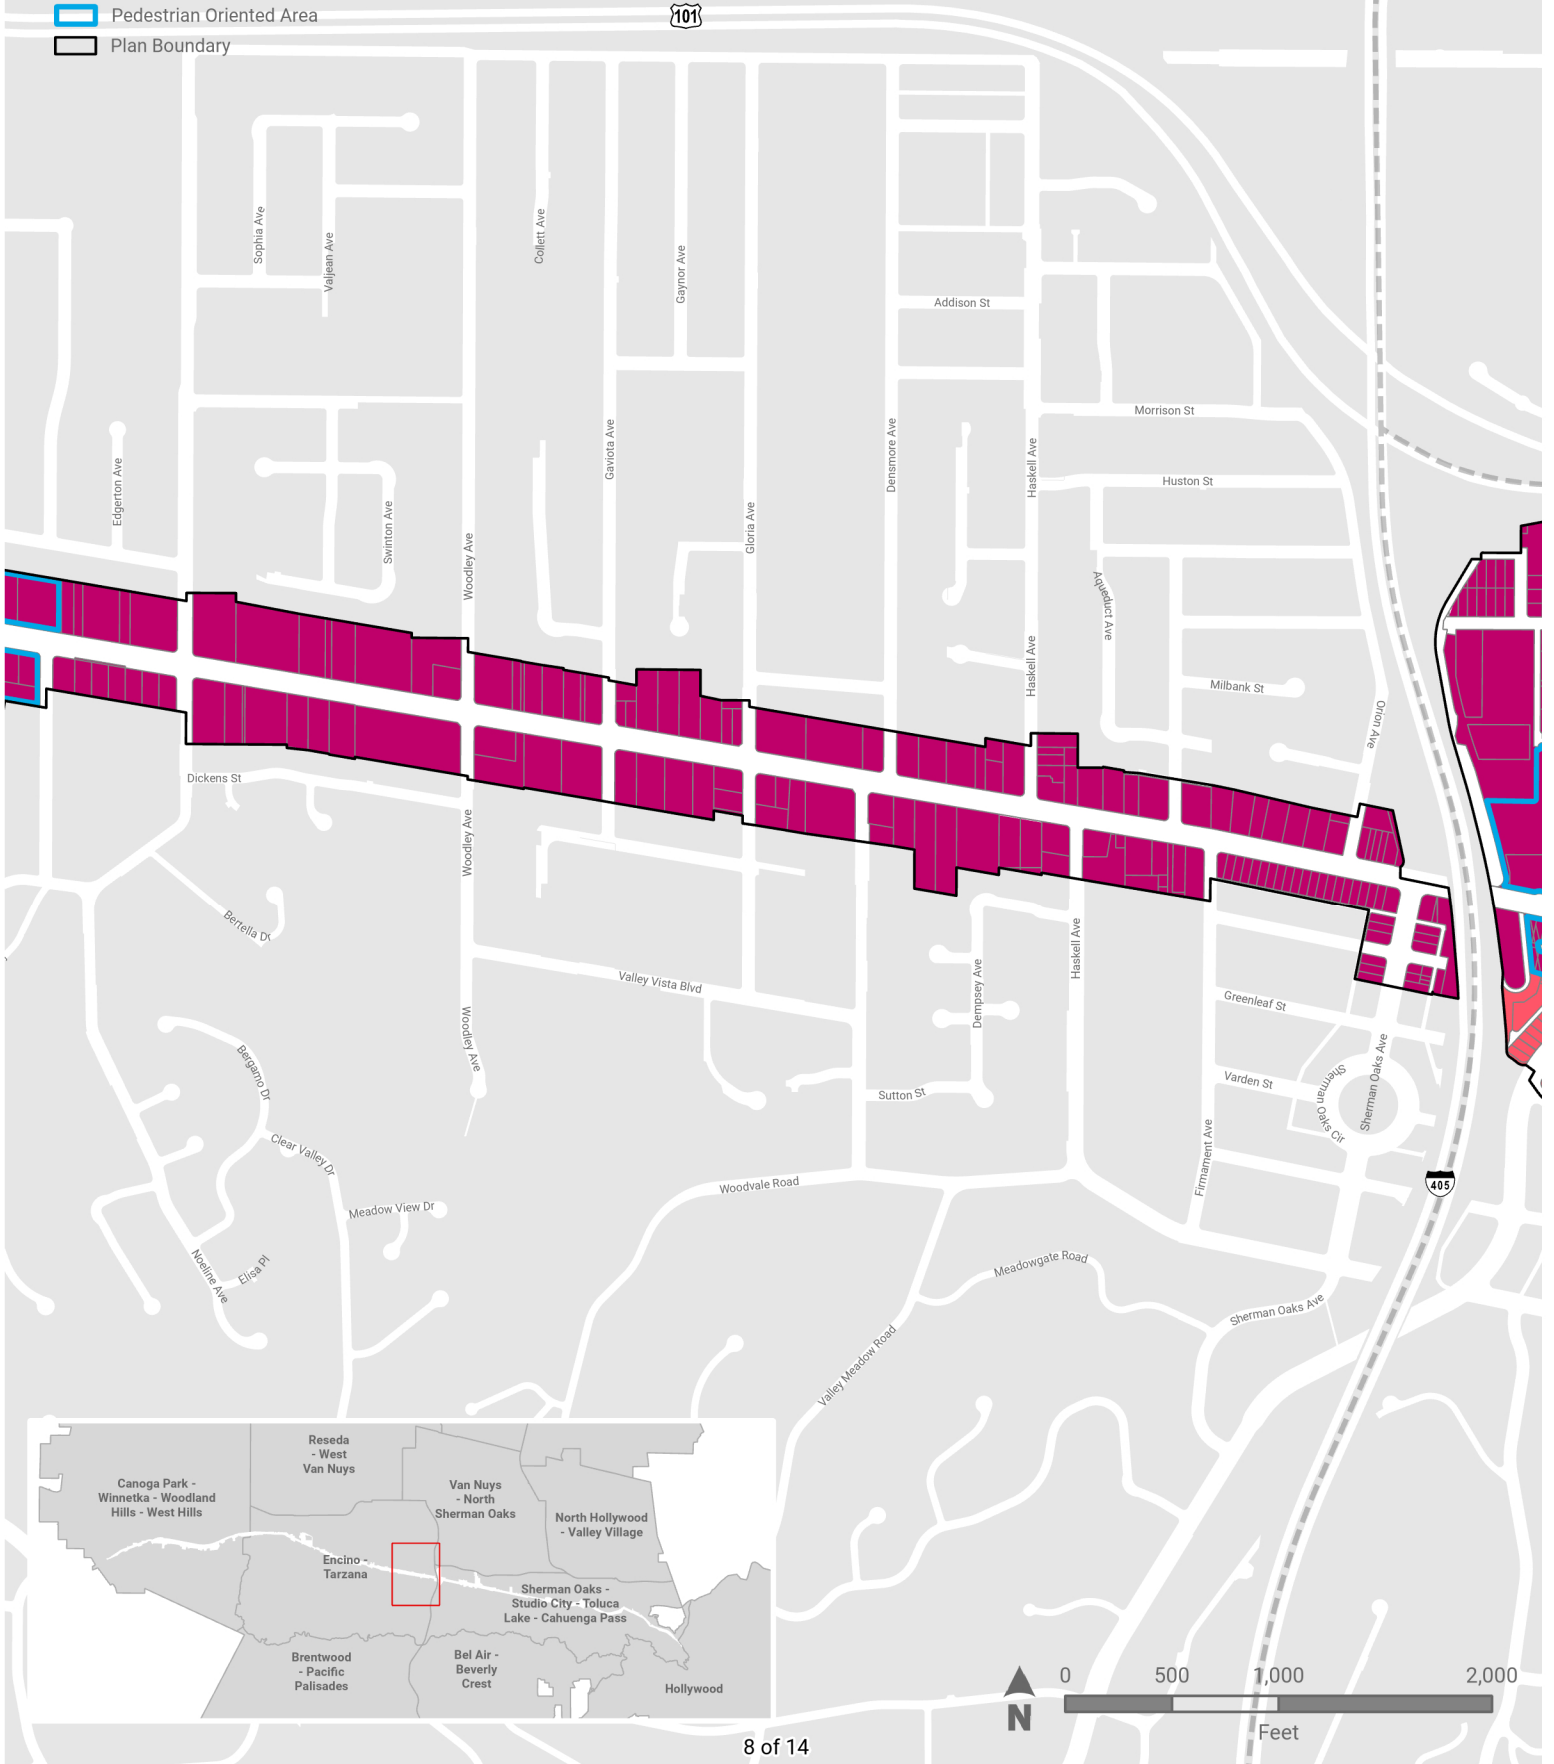 Pedestrian Oriented Area
Plan Boundary
101
Sophia Ave
Valjean Ave
Collett Ave
Gaynor Ave
Addison St
Morrison St
Edgerton Ave
Swinton Ave
Woodley Ave
Gaviota Ave
Gloria Ave
Densmore Ave
Haskell Ave
Huston St
Aqueduct Ave
Haskell Ave
Milbank St
Orion Ave
Dickens St
Woodley Ave
Bertella Dr
Valley Vista Blvd
Dempsey Ave
Haskell Ave
Greenleaf St
Woodley Ave
Bergamo Dr
Sutton St
Varden St
Sherman Oaks Cir
Sherman Oaks Ave
Clear Valley Dr
Firmament Ave
Woodvale Road
405
Meadow View Dr
Noeline Ave
Elisa Pl
Meadowgate Road
Sherman Oaks Ave
Valley Meadow Road
Reseda
- West
Van Nuys
Canoga Park -
Winnetka - Woodland
Hills - West Hills
Van Nuys
- North
Sherman Oaks
North Hollywood
- Valley Village
Encino -
Tarzana
Sherman Oaks -
Studio City - Toluca
Lake - Cahuenga Pass
Brentwood
- Pacific
Palisades
Bel Air -
Beverly
Crest
Hollywood
N
0 500 1,000 2,000
Feet
8 of 14